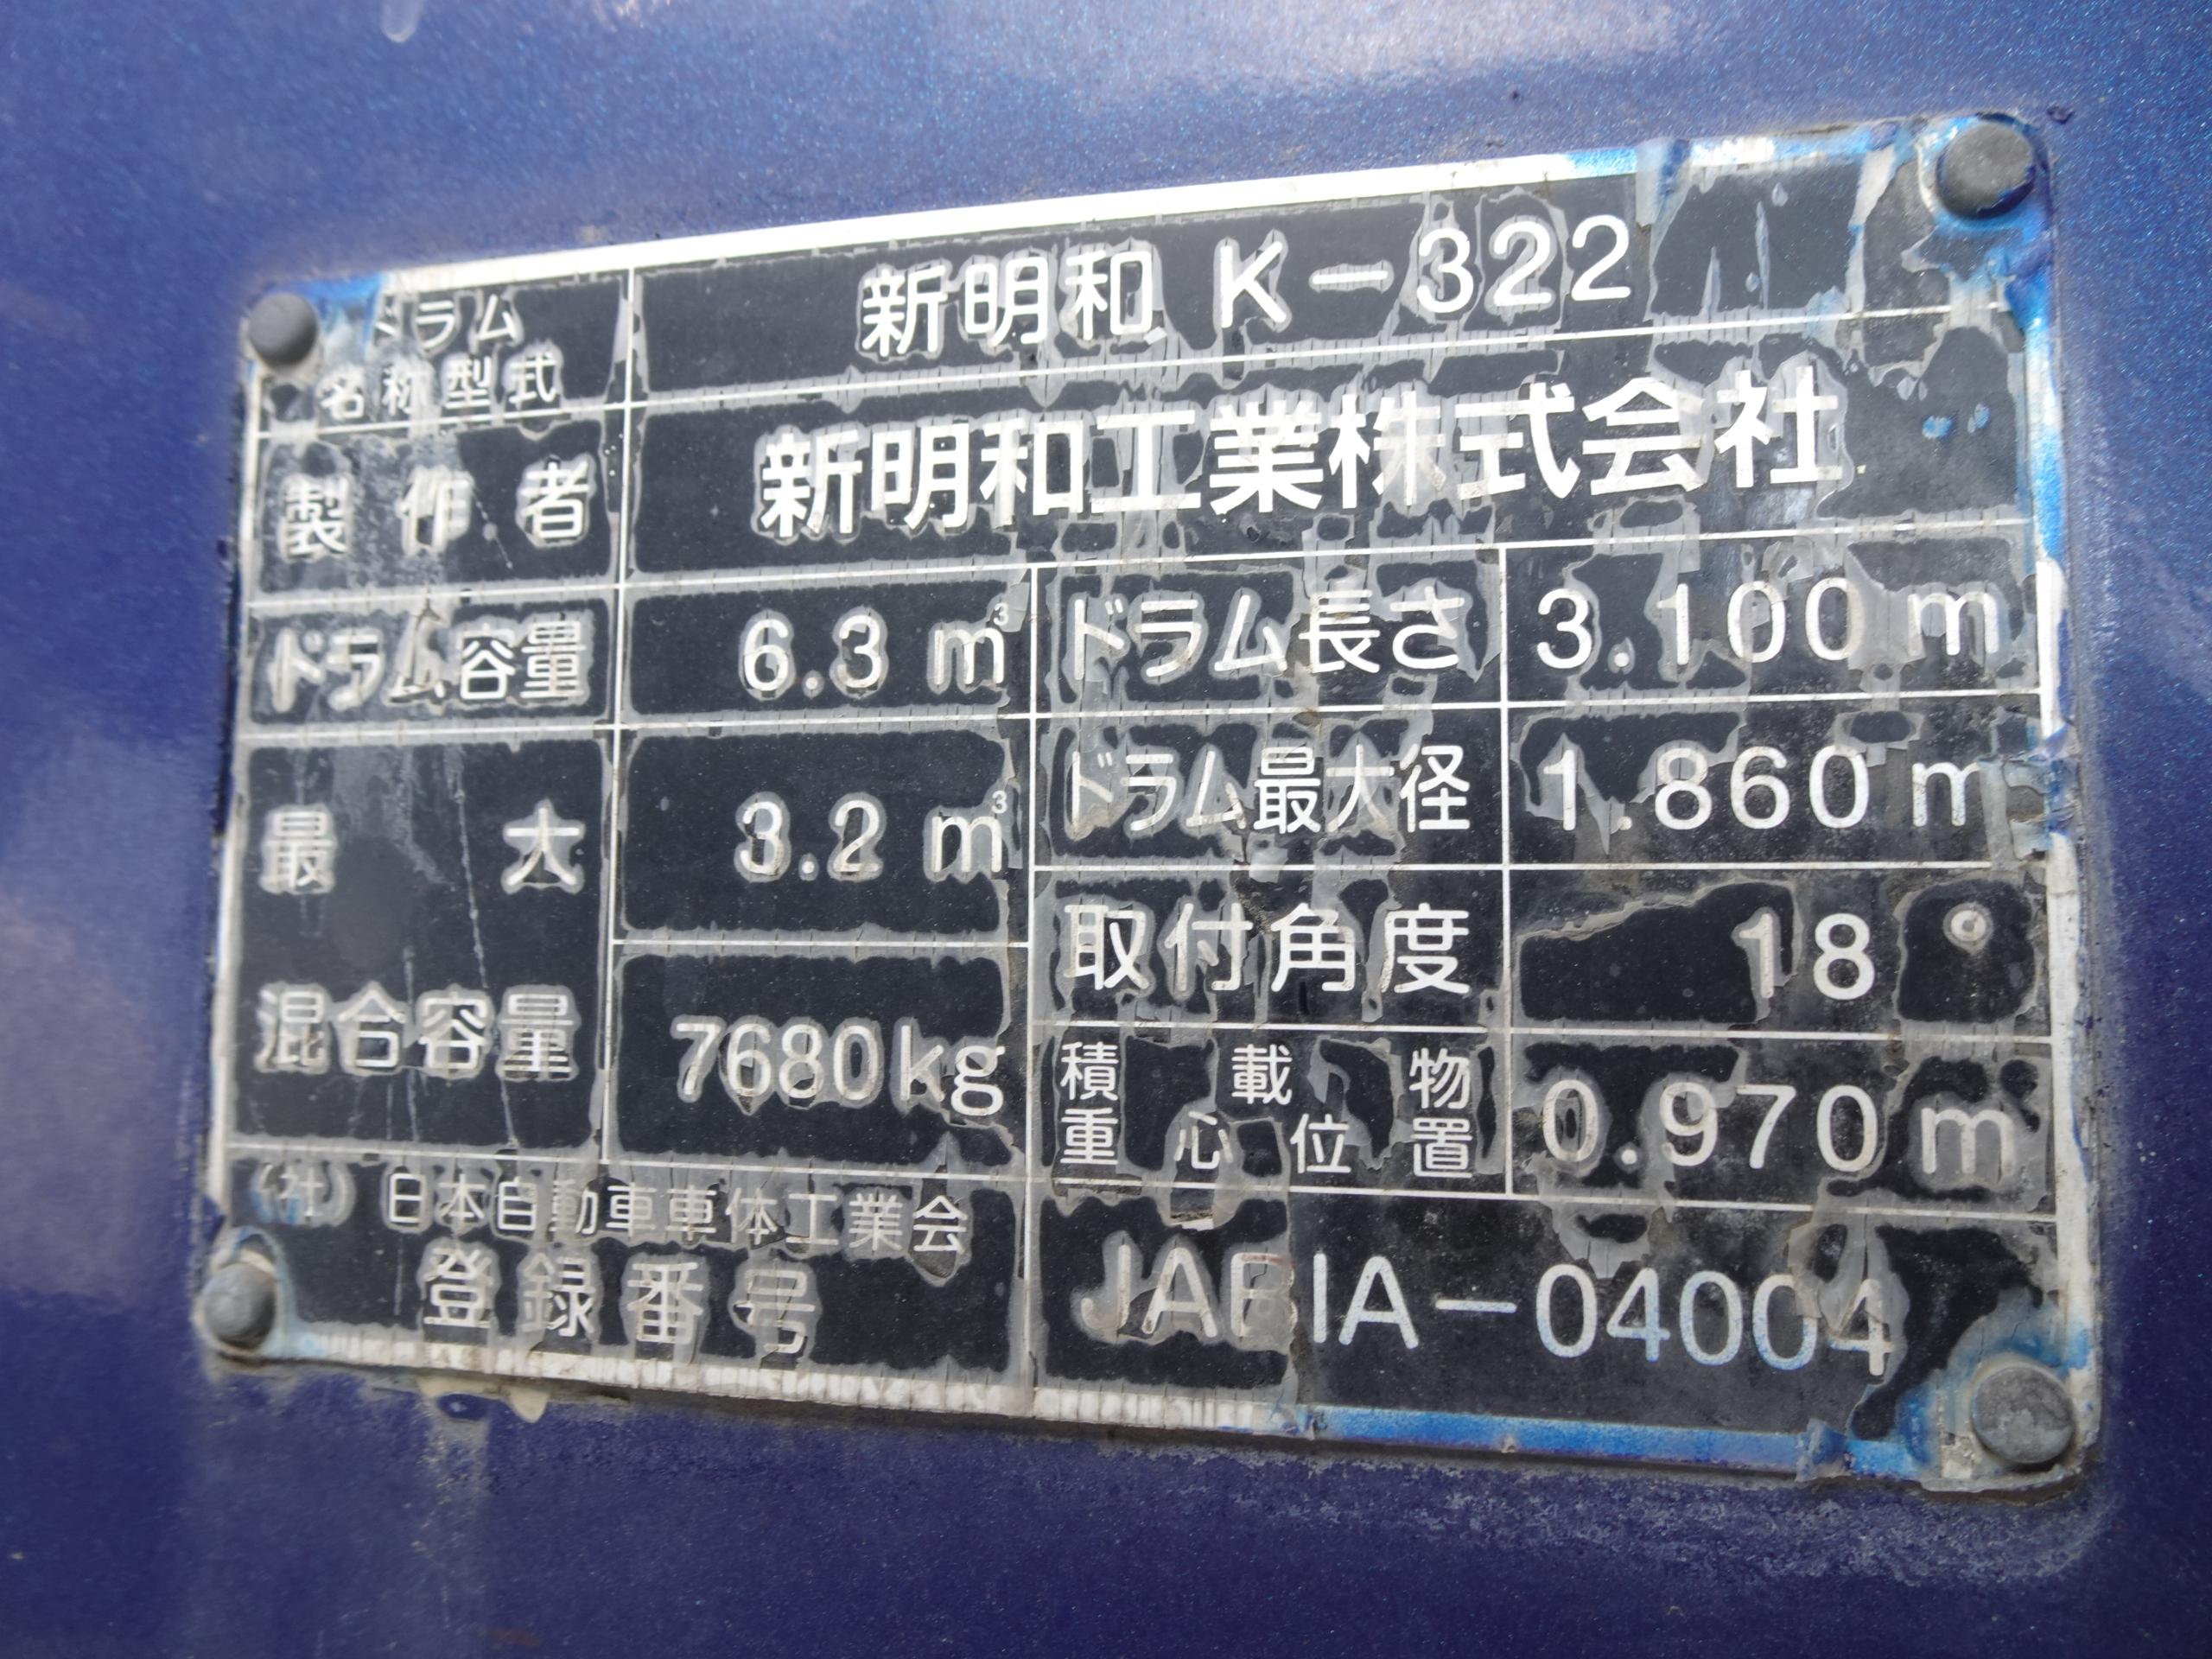 ドラム
名称型式
新明和 K-322
製作者
新明和工業株式会社
ドラム容量
6.3 m³
ドラム長さ
3.100 m
最大
混合容量
3.2 m³
7680kg
ドラム最大径
1.860 m
取付角度
18°
積載物
重心位置
0.970 m
(社) 日本自動車車体工業会
登録番号
JABIA-04004